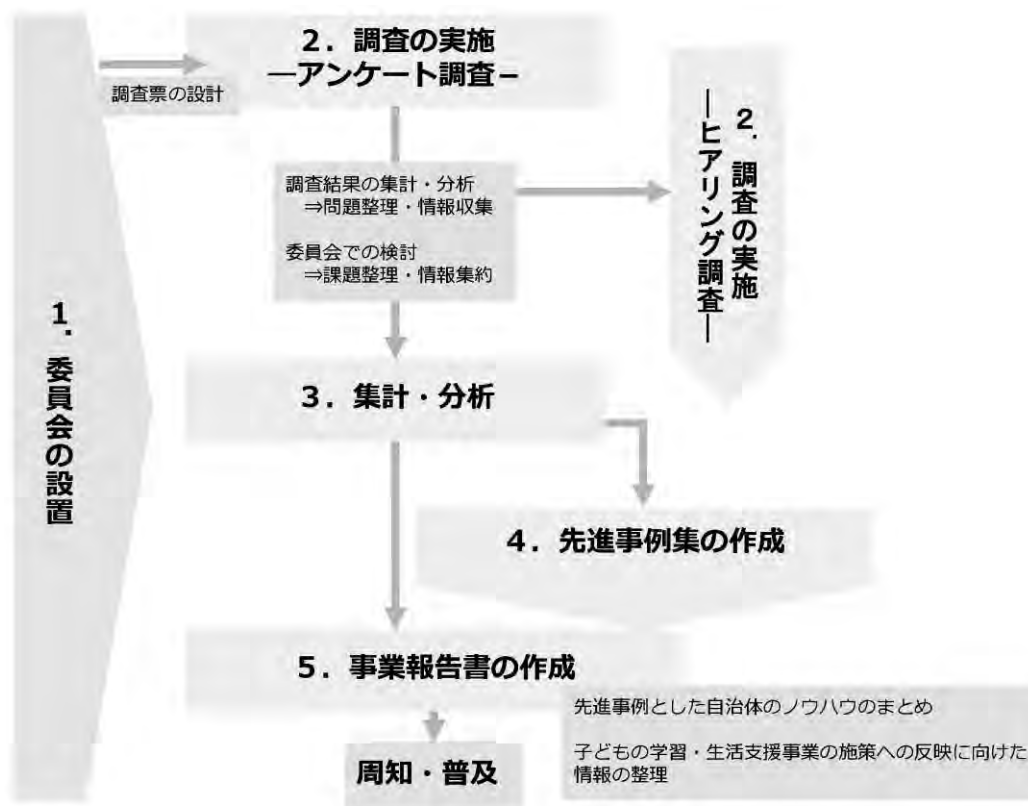 1. 委員会の設置
調査票の設計
2. 調査の実施
―アンケート調査－
調査結果の集計・分析
⇒問題整理・情報収集
委員会での検討
⇒課題整理・情報集約
2. 調査の実施
―ヒアリング調査―
3. 集計・分析
4. 先進事例集の作成
5. 事業報告書の作成
先進事例とした自治体のノウハウのまとめ
子どもの学習・生活支援事業の施策への反映に向けた
情報の整理
周知・普及